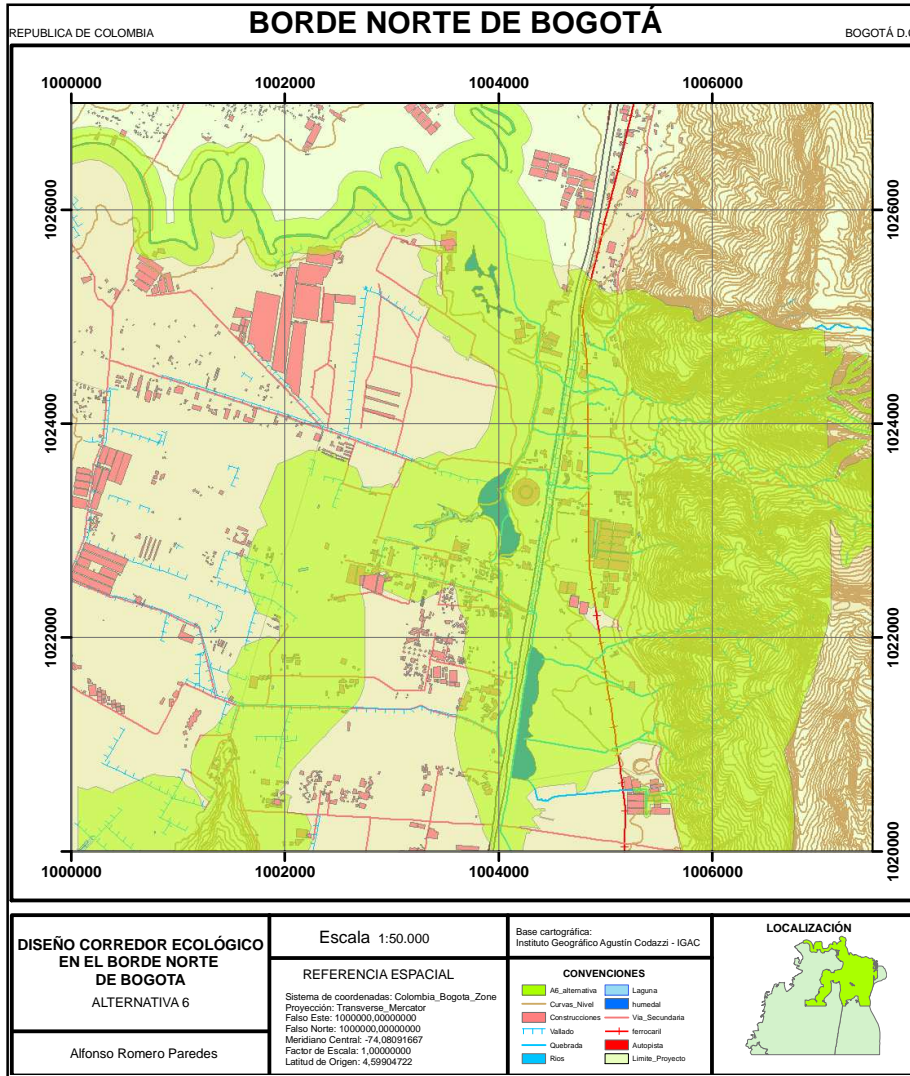 BORDE NORTE DE BOGOTÁ
REPUBLICA DE COLOMBIA
BOGOTÁ D.C
1000000 1002000 1004000 1006000
1026000 1026000
1024000 1024000
1022000 1022000
1020000
1000000 1002000 1004000 1006000
DISEÑO CORREDOR ECOLÓGICO
EN EL BORDE NORTE
DE BOGOTA
ALTERNATIVA 6
Alfonso Romero Paredes
Escala 1:50.000
REFERENCIA ESPACIAL
Sistema de coordenadas: Colombia_Bogota_Zone
Proyección: Transverse_Mercator
Falso Este: 1000000,00000000
Falso Norte: 1000000,00000000
Meridiano Central: -74,08091667
Factor de Escala: 1,00000000
Latitud de Origen: 4,59904722
Base cartográfica:
Instituto Geográfico Agustín Codazzi - IGAC
CONVENCIONES
A6_alternativa
Curvas_Nivel
Construcciones
Vallado
Quebrada
Rios
Laguna
humedal
Via_Secundaria
ferrocaril
Autopista
Limite_Proyecto
LOCALIZACIÓN